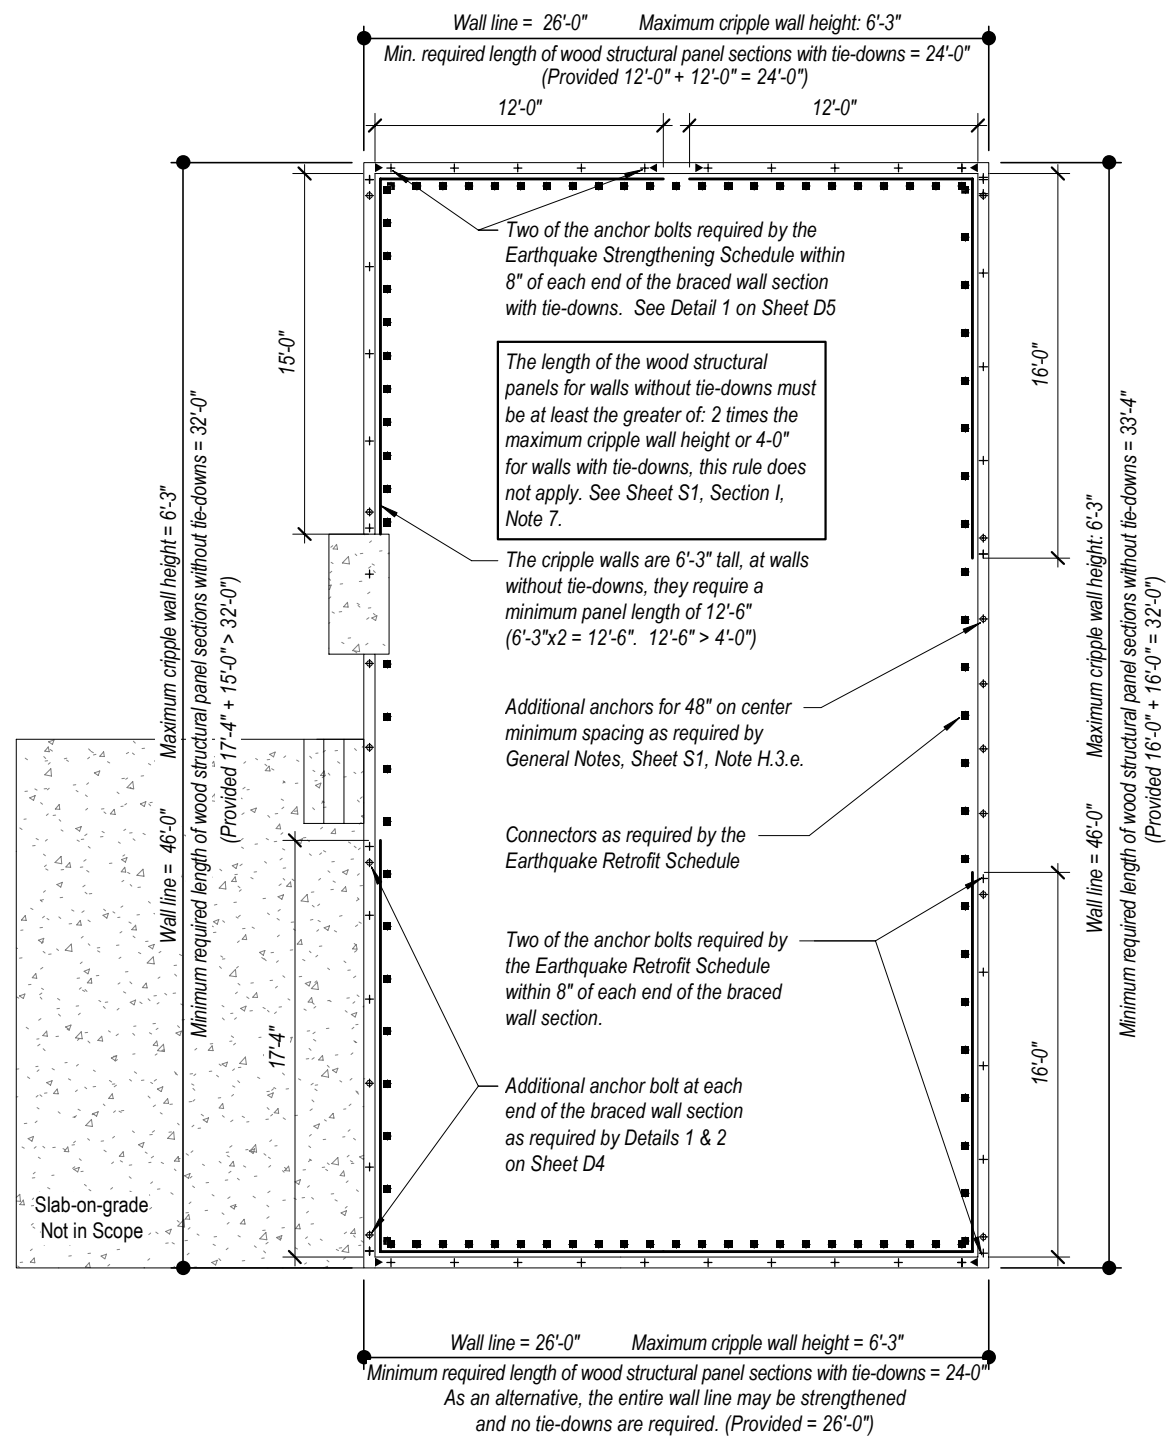 Wall line = 26'-0" Maximum cripple wall height: 6'-3"
Min. required length of wood structural panel sections with tie-downs = 24'-0"
(Provided 12'-0" + 12'-0" = 24'-0")
12'-0" 12'-0"
Two of the anchor bolts required by the
Earthquake Strengthening Schedule within
8" of each end of the braced wall section
with tie-downs. See Detail 1 on Sheet D5
15'-0"
16'-0"
The length of the wood structural
panels for walls without tie-downs must
be at least the greater of: 2 times the
maximum cripple wall height or 4-0"
for walls with tie-downs, this rule does
not apply. See Sheet S1, Section I,
Note 7.
The cripple walls are 6'-3" tall, at walls
without tie-downs, they require a
minimum panel length of 12'-6"
(6'-3"x2 = 12'-6". 12'-6" > 4'-0")
Wall line = 46'-0" Maximum cripple wall height = 6'-3"
Minimum required length of wood structural panel sections without tie-downs = 32'-0"
(Provided 17'-4" + 15'-0" > 32'-0")
Wall line = 46'-0" Maximum cripple wall height: 6'-3"
Minimum required length of wood structural panel sections without tie-downs = 33'-4"
(Provided 16'-0" + 16'-0" = 32'-0")
Additional anchors for 48" on center
minimum spacing as required by
General Notes, Sheet S1, Note H.3.e.
Connectors as required by the
Earthquake Retrofit Schedule
Two of the anchor bolts required by
the Earthquake Retrofit Schedule
within 8" of each end of the braced
wall section.
17'-4"
16'-0"
Additional anchor bolt at each
end of the braced wall section
as required by Details 1 & 2
on Sheet D4
Slab-on-grade
Not in Scope
Wall line = 26'-0" Maximum cripple wall height = 6'-3"
Minimum required length of wood structural panel sections with tie-downs = 24-0"
As an alternative, the entire wall line may be strengthened
and no tie-downs are required. (Provided = 26'-0")